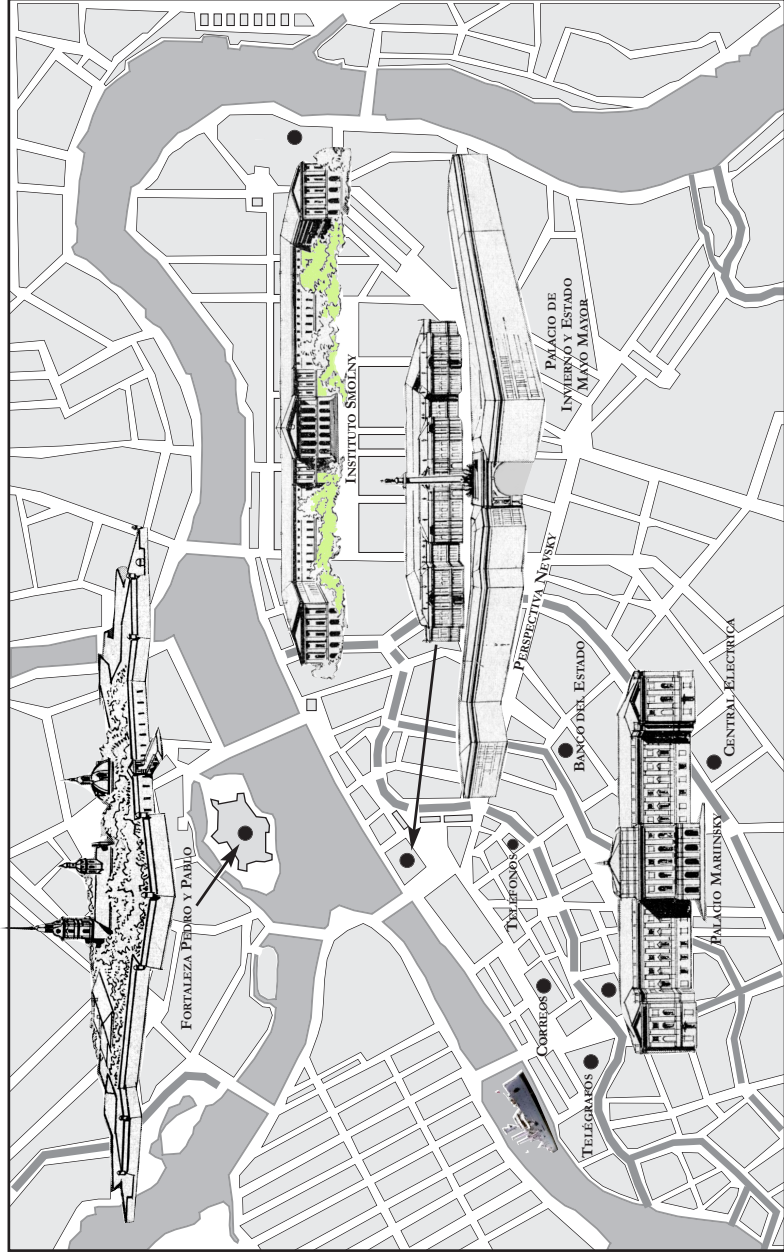 Fortaleza Pedro y Pablo
Instituto Smolny
Palacio de
Invierno y Estado
Mayo Mayor
Perspectiva Nevsky
Banco del Estado
Central Electrica
Teléfonos
Palacio Mariinsky
Correos
Telégrafos